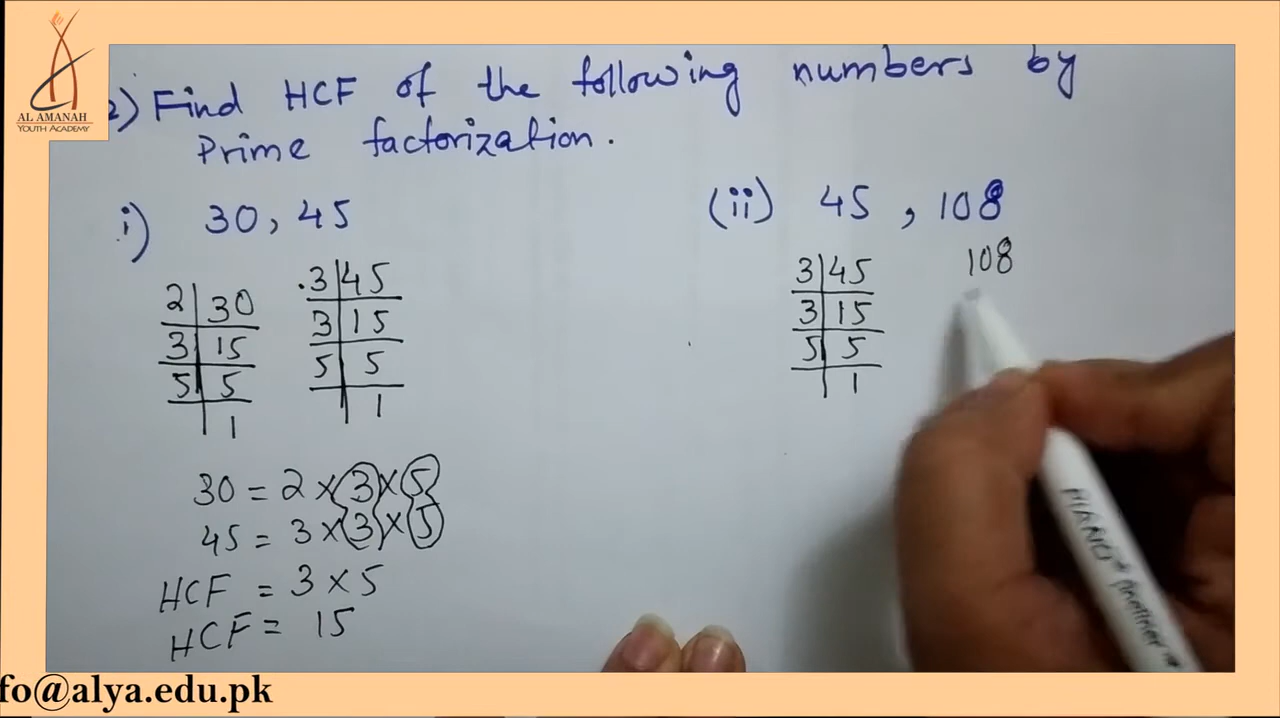 AL AMANAH
YOUTH ACADEMY
2) Find HCF of the following numbers by
Prime factorization.
i) 30, 45
2 30
3 15
5 5
1
.3 45
3 15
5 5
1
30 = 2 × 3 × 5
45 = 3 × 3 × 5
HCF = 3 × 5
HCF = 15
(ii) 45 , 108
3 45
3 15
5 5
1
108
PIANO
fo@alya.edu.pk